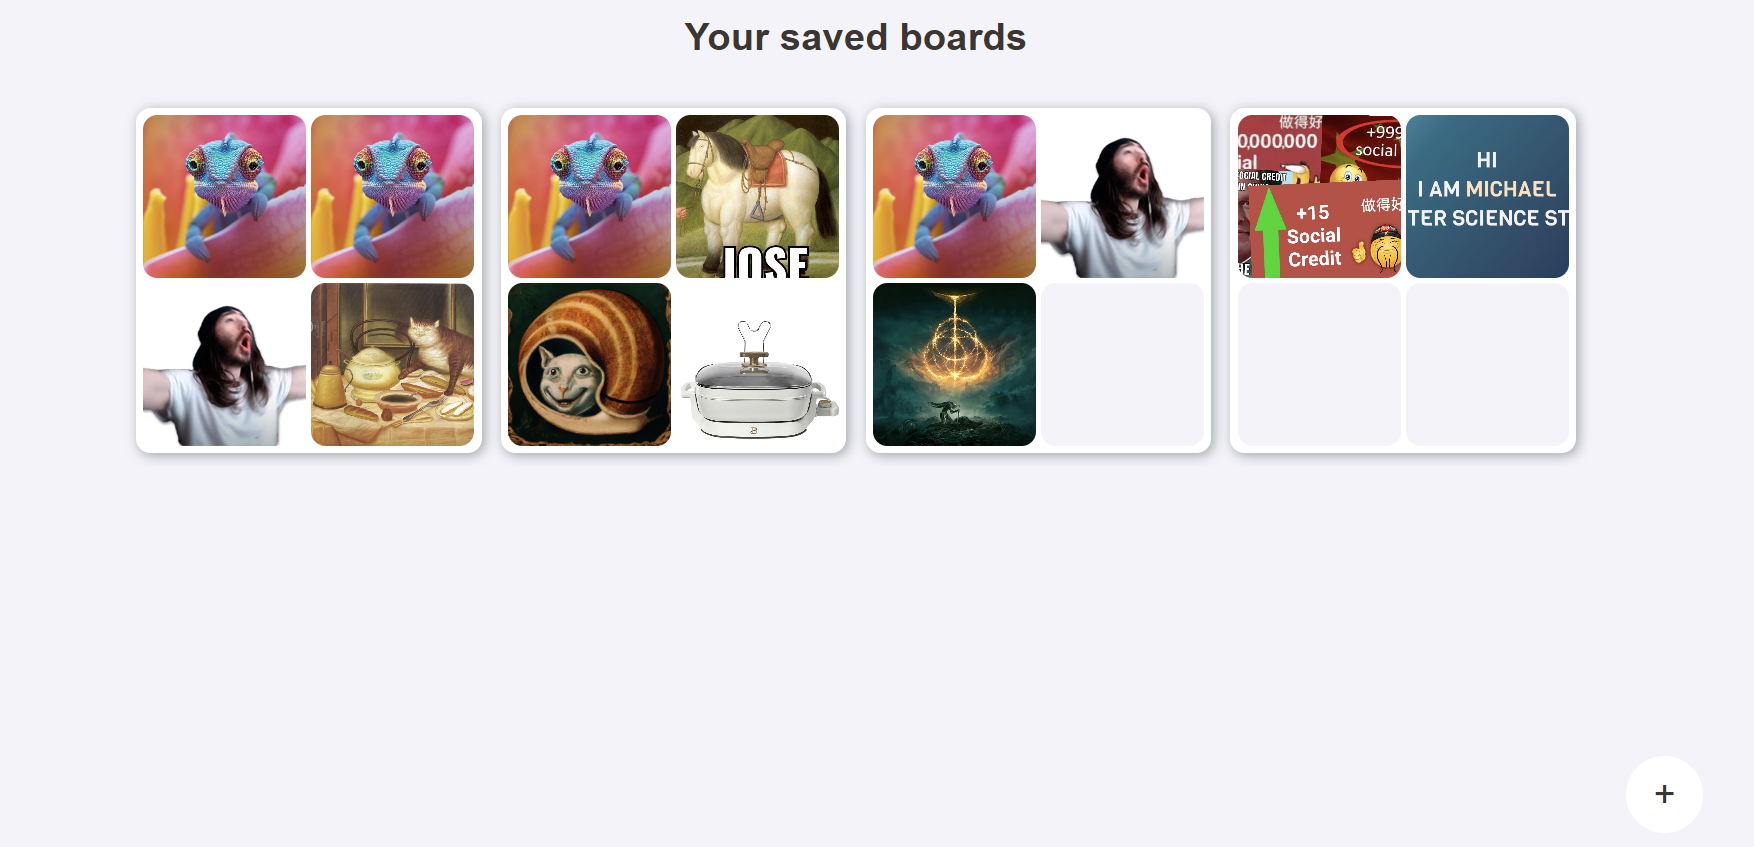 Your saved boards
JOSE
做得好
0,000,000
ial
SOCIAL CREDIT
+999
social
+15
Social
Credit
做得好
HI
I AM MICHAEL
TER SCIENCE ST
+